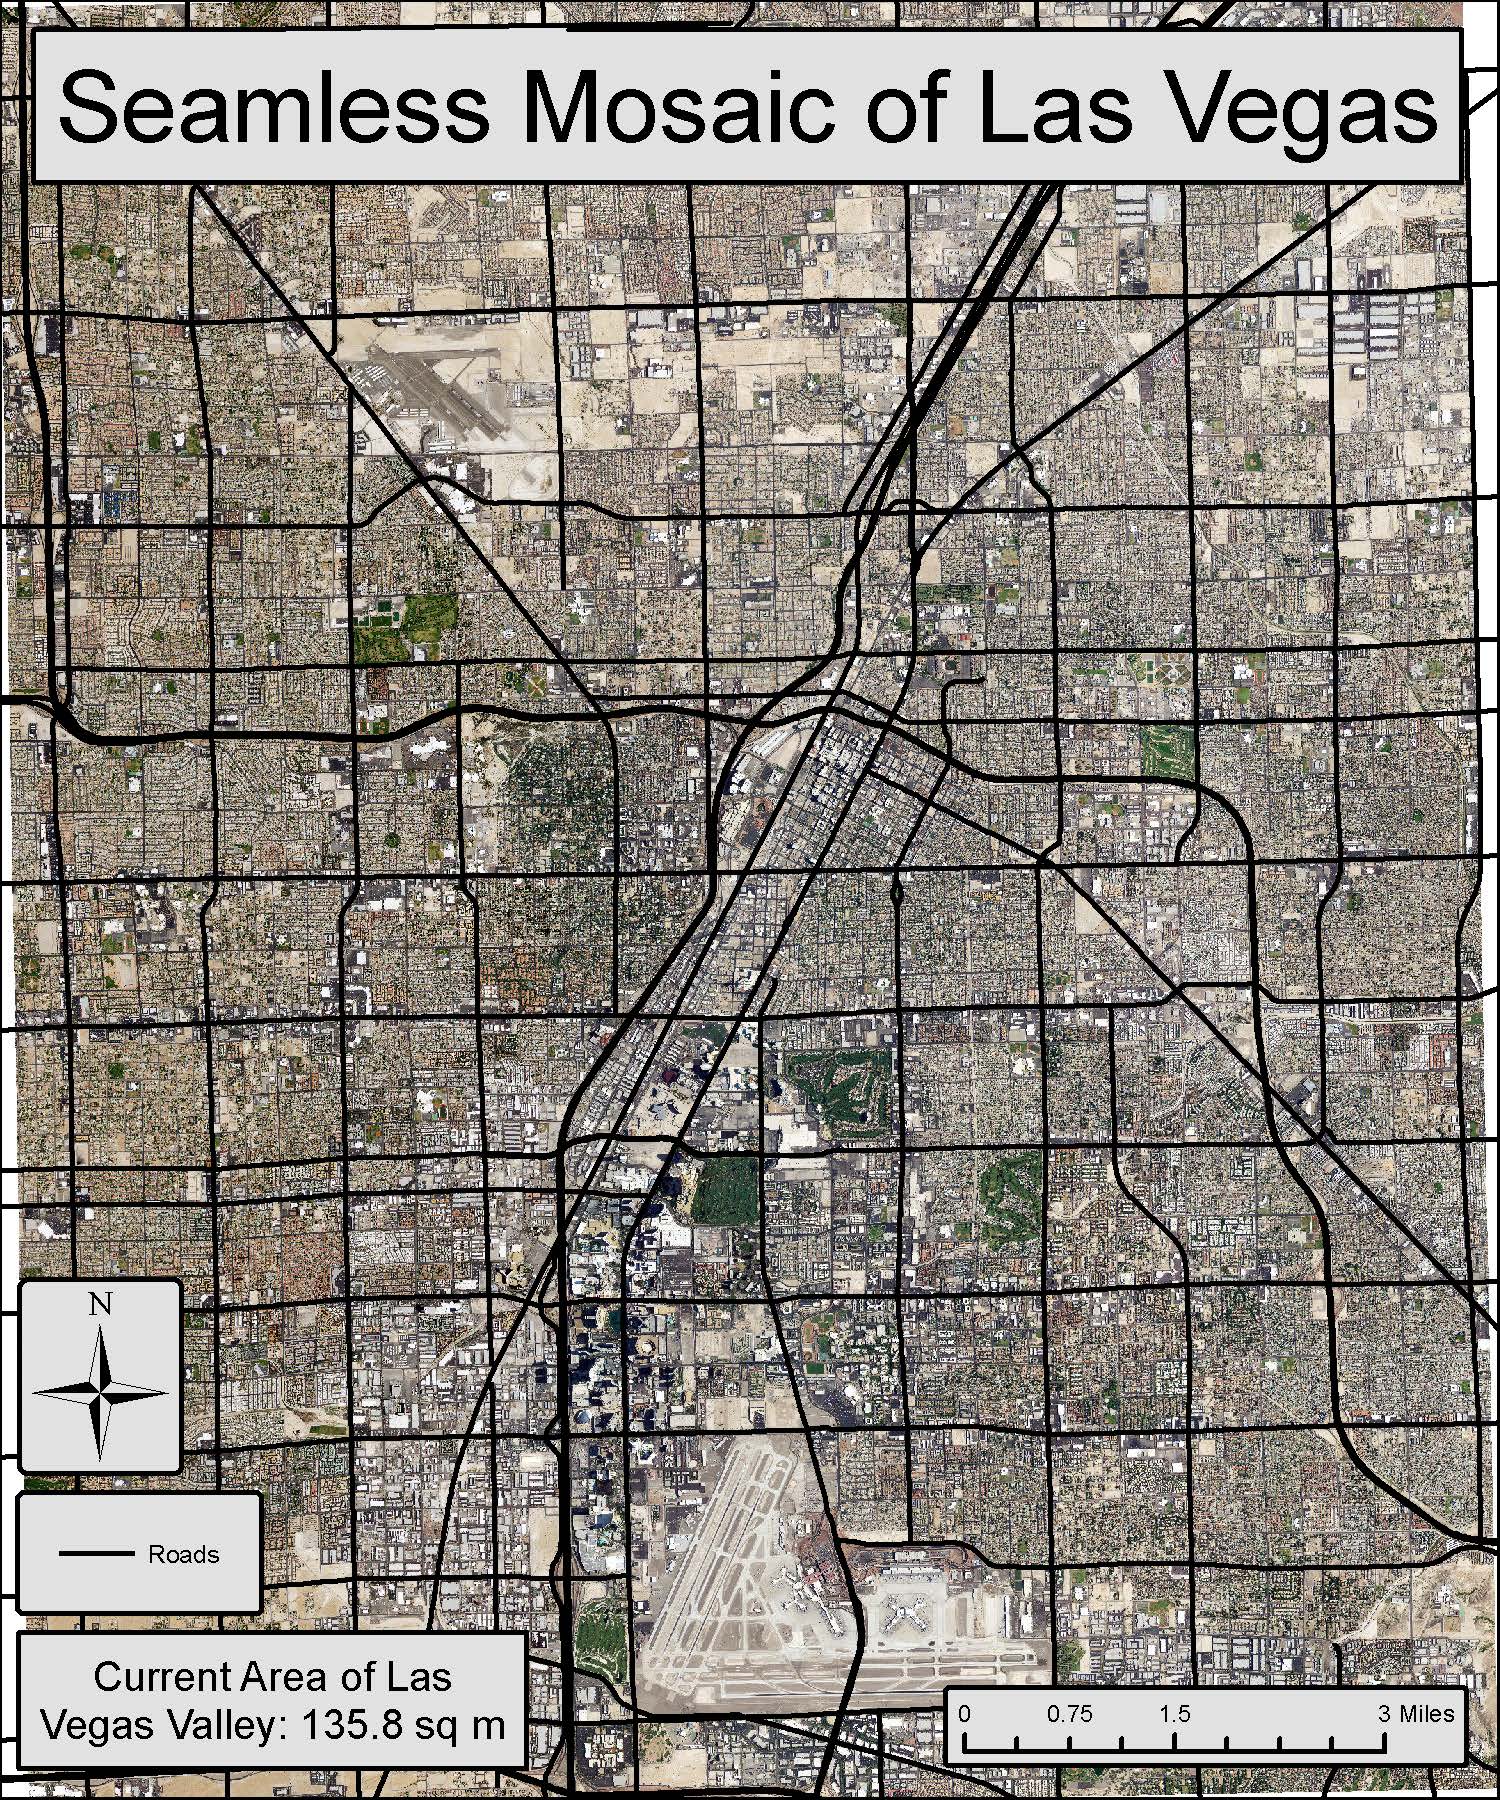 Seamless Mosaic of Las Vegas
N
Roads
Current Area of Las
Vegas Valley: 135.8 sq m
0 0.75 1.5 3 Miles